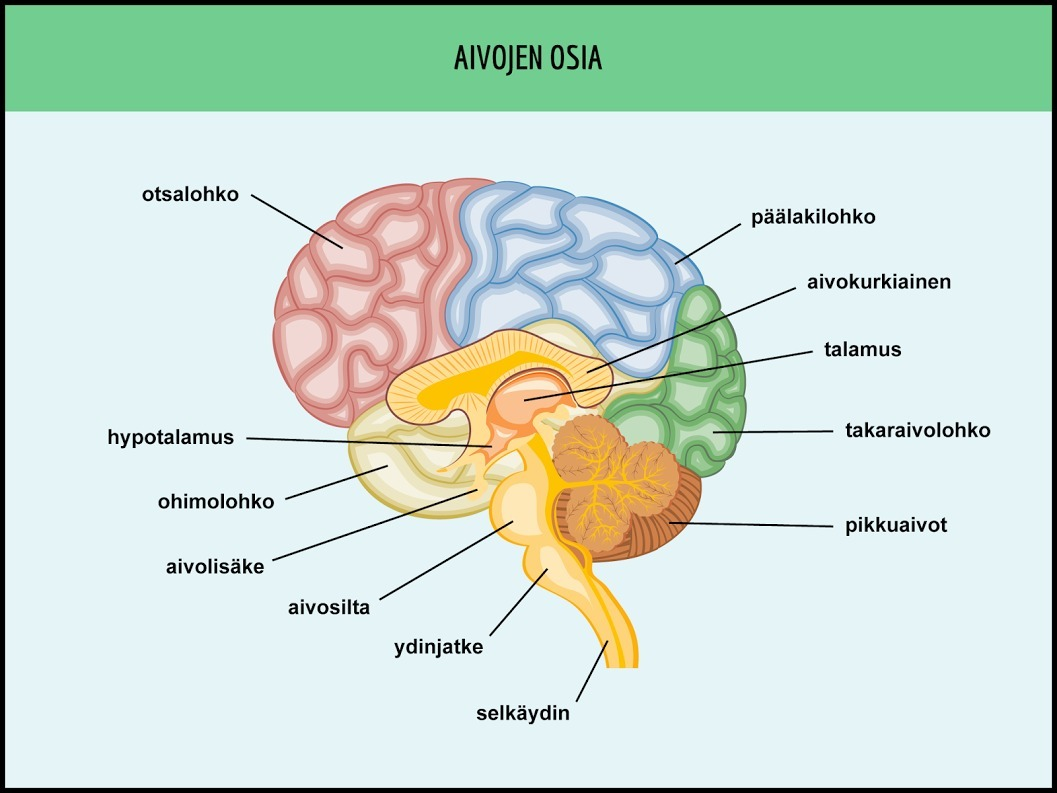 AIVOJEN OSIA
otsalohko
päälakilohko
aivokurkiainen
talamus
takaraivolohko
hypotalamus
ohimolohko
pikkuaivot
aivolisäke
aivosilta
ydinjatke
selkäydin